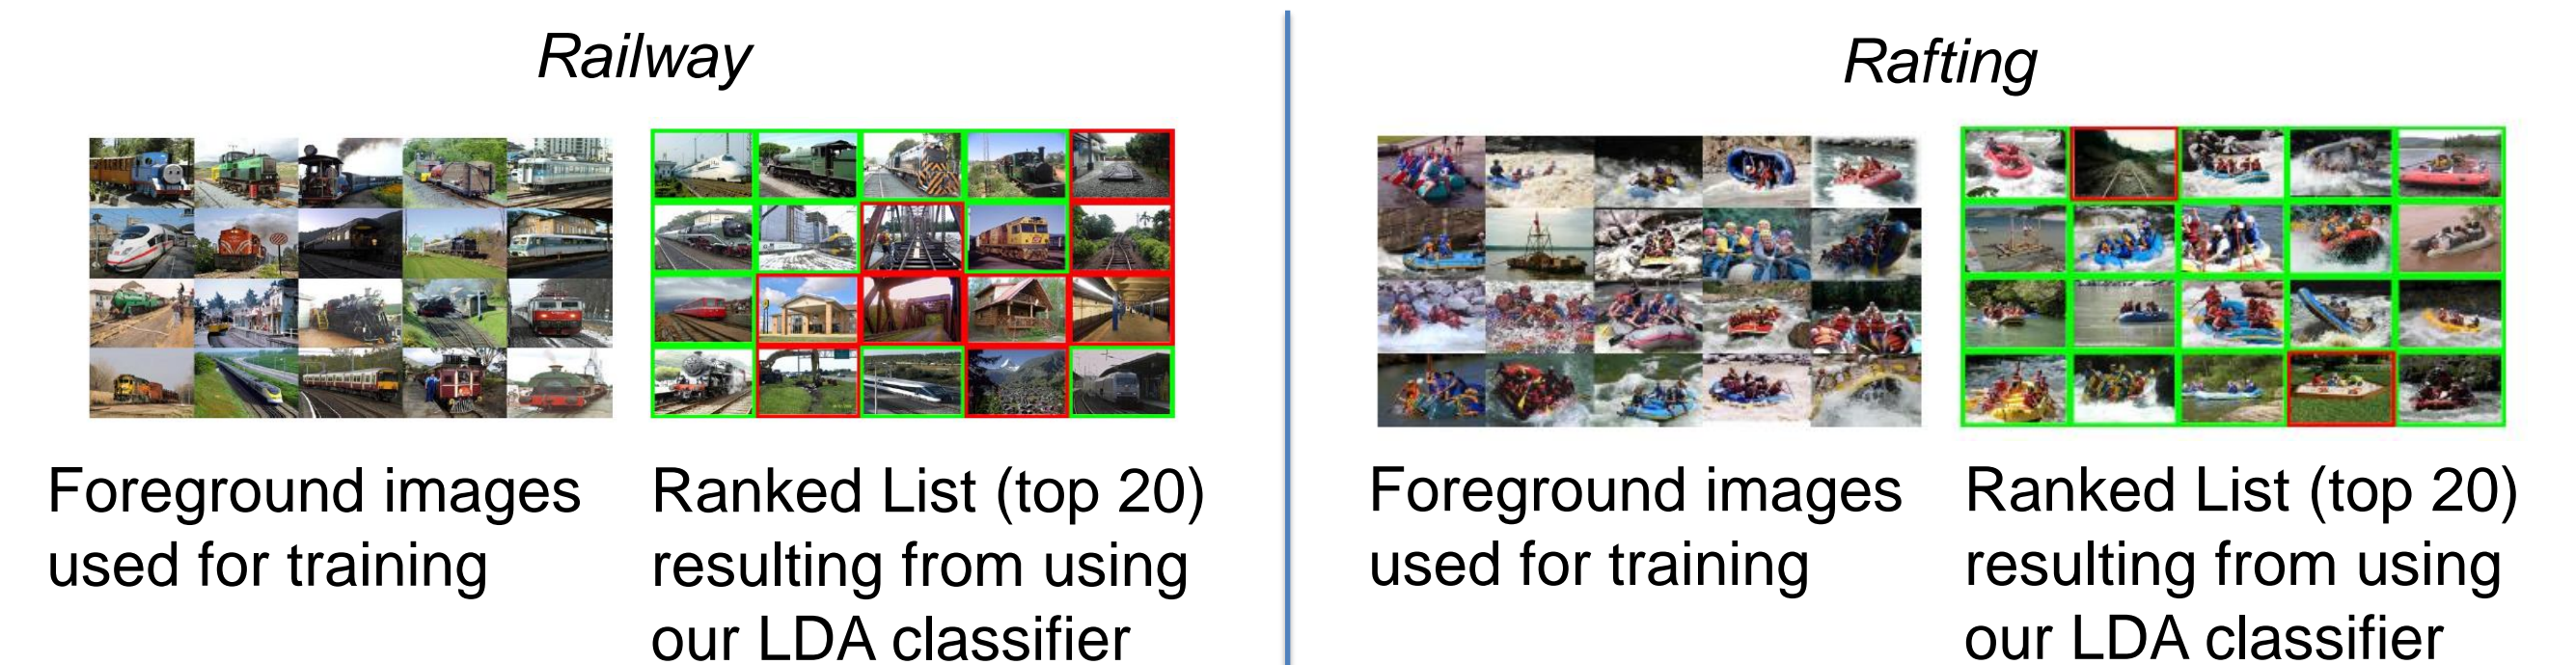 Railway
Foreground images
used for training
Ranked List (top 20)
resulting from using
our LDA classifier
Rafting
Foreground images
used for training
Ranked List (top 20)
resulting from using
our LDA classifier